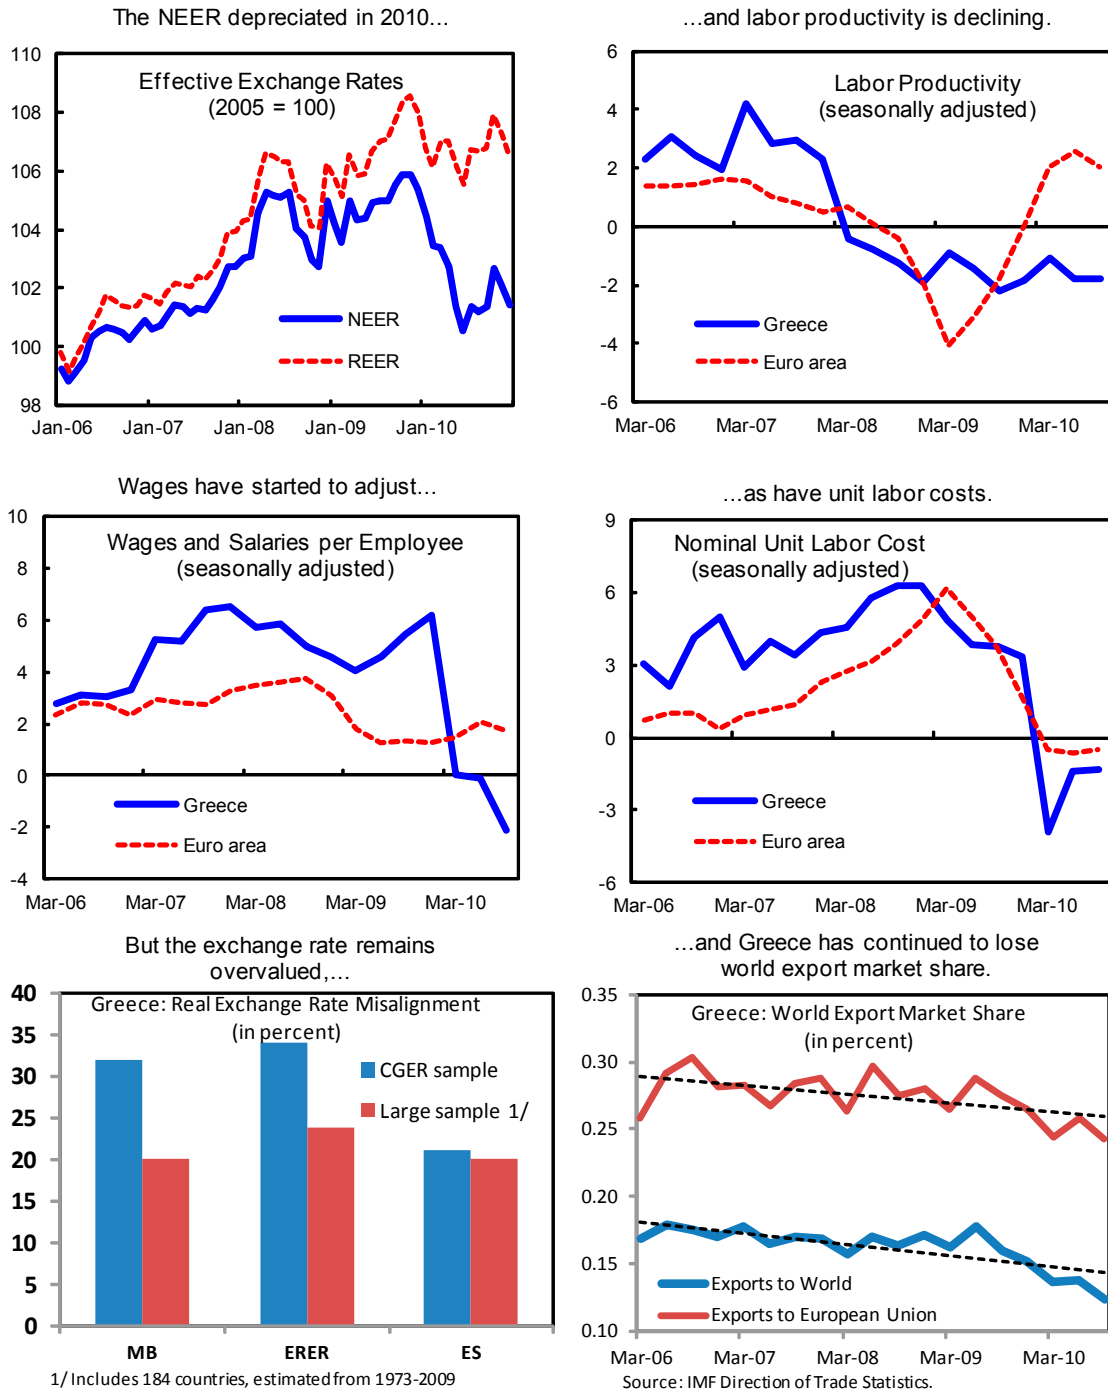 The NEER depreciated in 2010...
110
108
106
104
102
100
98
Effective Exchange Rates
(2005 = 100)
NEER
REER
Jan-06
Jan-07
Jan-08
Jan-09
Jan-10
...and labor productivity is declining.
6
4
2
0
-2
-4
-6
Labor Productivity
(seasonally adjusted)
Greece
Euro area
Mar-06
Mar-07
Mar-08
Mar-09
Mar-10
Wages have started to adjust...
10
8
6
4
2
0
-2
-4
Wages and Salaries per Employee
(seasonally adjusted)
Greece
Euro area
Mar-06
Mar-07
Mar-08
Mar-09
Mar-10
...as have unit labor costs.
9
6
3
0
-3
-6
Nominal Unit Labor Cost
(seasonally adjusted)
Greece
Euro area
Mar-06
Mar-07
Mar-08
Mar-09
Mar-10
But the exchange rate remains
overvalued,...
40
35
30
25
20
15
10
5
0
Greece: Real Exchange Rate Misalignment
(in percent)
CGER sample
Large sample 1/
MB
ERER
ES
1/ Includes 184 countries, estimated from 1973-2009
...and Greece has continued to lose
world export market share.
0.35
0.30
0.25
0.20
0.15
0.10
Greece: World Export Market Share
(in percent)
Exports to World
Exports to European Union
Mar-06
Mar-07
Mar-08
Mar-09
Mar-10
Source: IMF Direction of Trade Statistics.